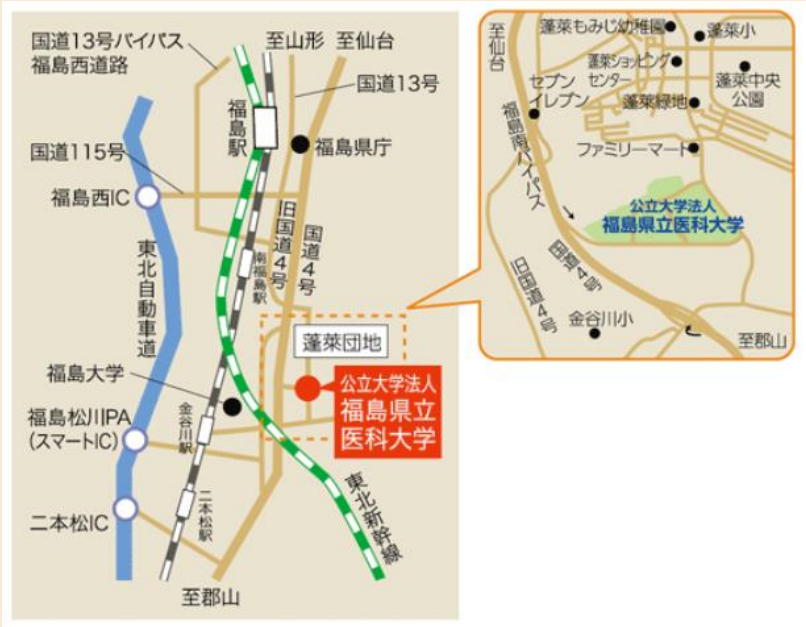 国道13号バイパス
福島西道路
至山形
至仙台
国道13号
福島駅
福島県庁
国道115号
福島西IC
旧国道4号
国道4号
東北自動車道
南福島駅
蓬萊団地
福島大学
公立大学法人
福島県立
医科大学
福島松川PA
(スマートIC)
金谷川駅
二本松IC
二本松駅
東北新幹線
至郡山
至仙台
蓬萊もみじ幼稚園
蓬萊小
蓬萊ショッピング
センター
蓬萊中央
公園
セブン
イレブン
蓬萊緑地
福島南バイパス
ファミリーマート
公立大学法人
福島県立医科大学
国道4号
旧国道4号
金谷川小
至郡山